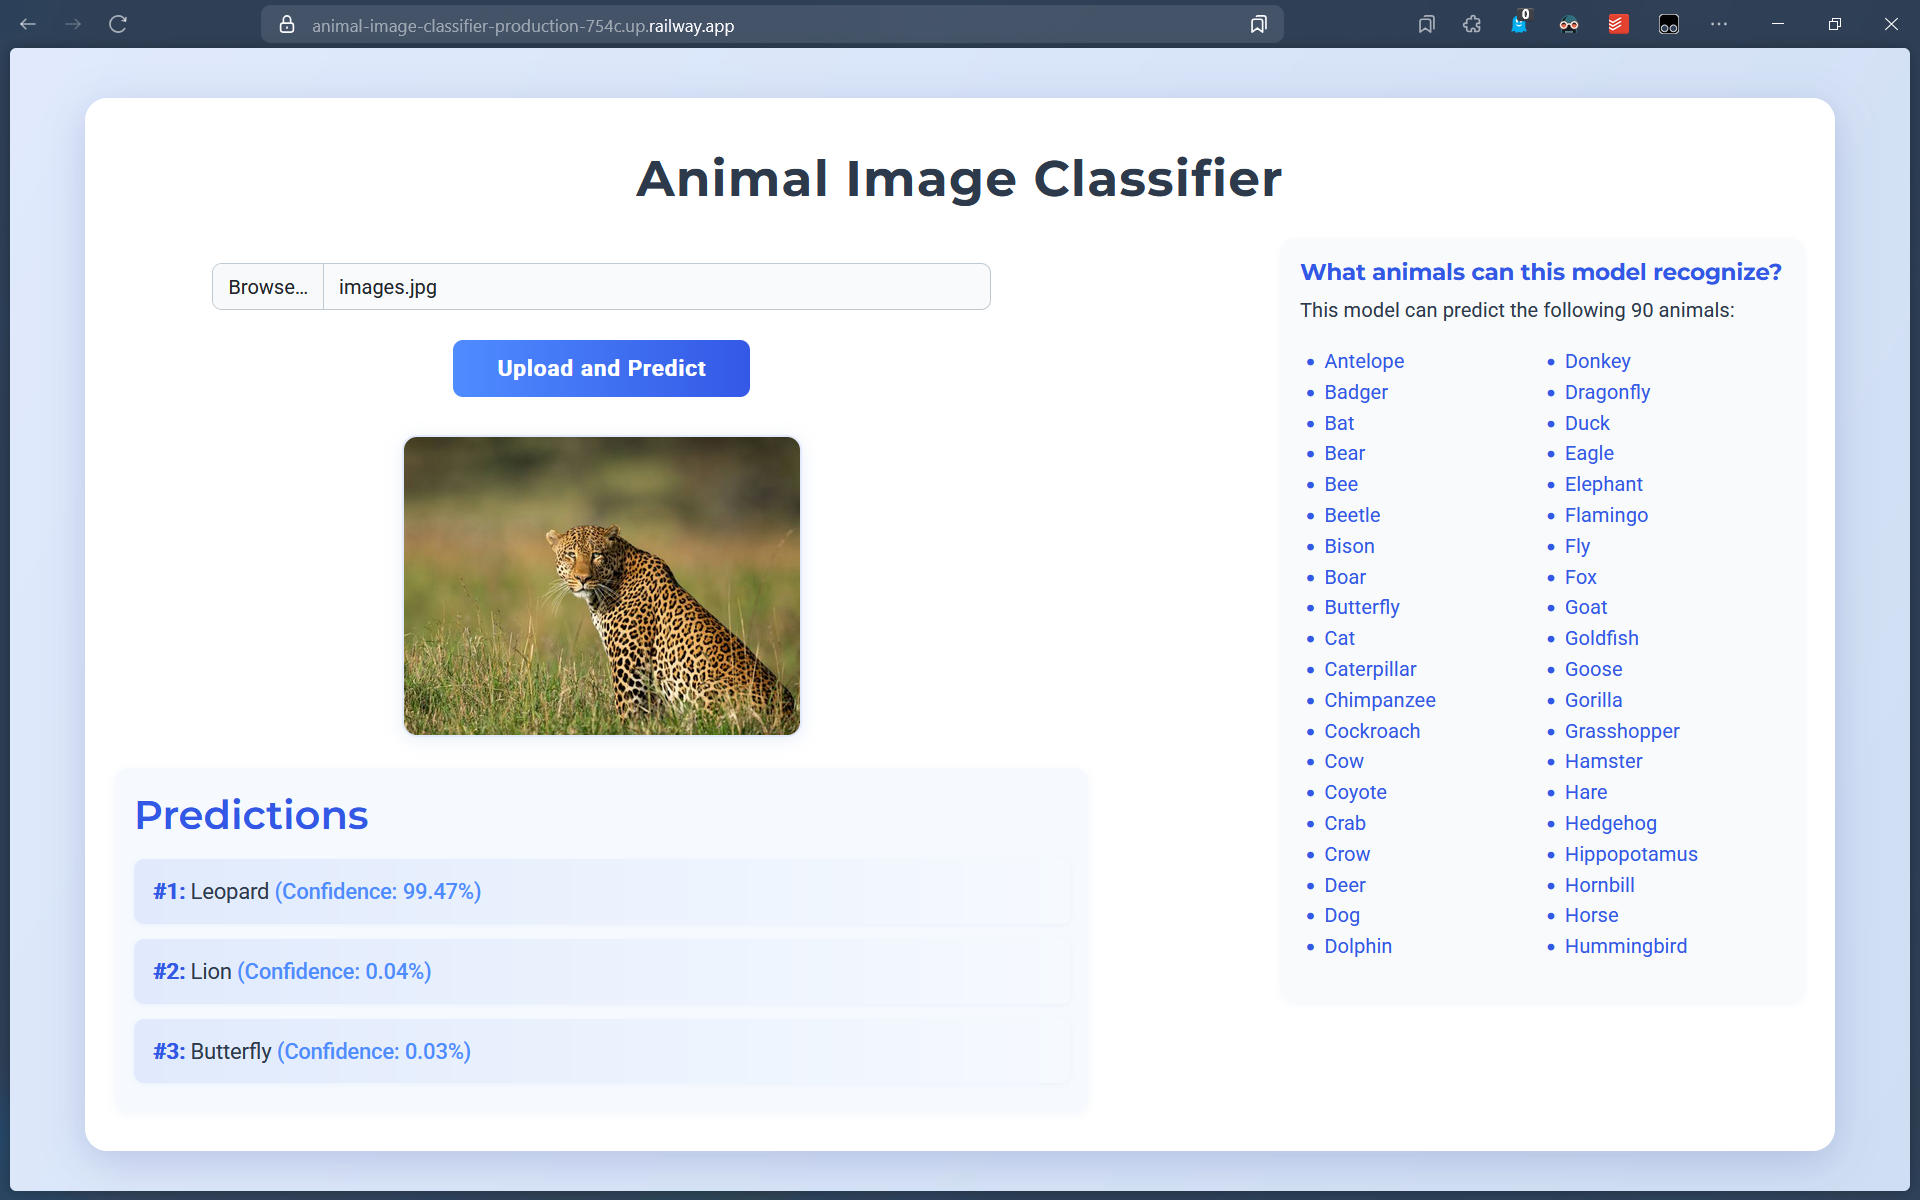 animal-image-classifier-production-754c.up.railway.app
0
Animal Image Classifier
Browse... images.jpg
Upload and Predict
Predictions
#1: Leopard (Confidence: 99.47%)
#2: Lion (Confidence: 0.04%)
#3: Butterfly (Confidence: 0.03%)
What animals can this model recognize?
This model can predict the following 90 animals:
Antelope
Badger
Bat
Bear
Bee
Beetle
Bison
Boar
Butterfly
Cat
Caterpillar
Chimpanzee
Cockroach
Cow
Coyote
Crab
Crow
Deer
Dog
Dolphin
Donkey
Dragonfly
Duck
Eagle
Elephant
Flamingo
Fly
Fox
Goat
Goldfish
Goose
Gorilla
Grasshopper
Hamster
Hare
Hedgehog
Hippopotamus
Hornbill
Horse
Hummingbird